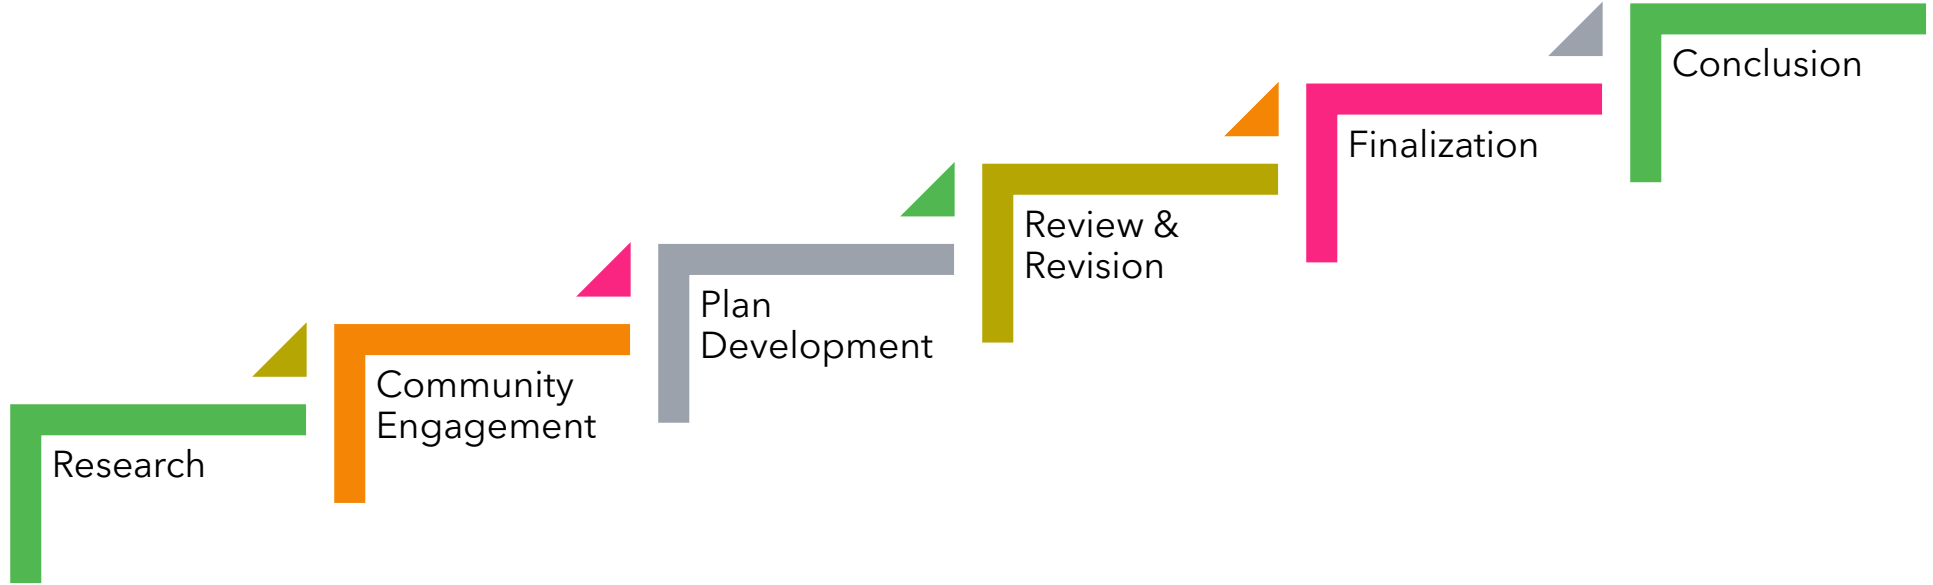 Research
Community
Engagement
Plan
Development
Review &
Revision
Finalization
Conclusion